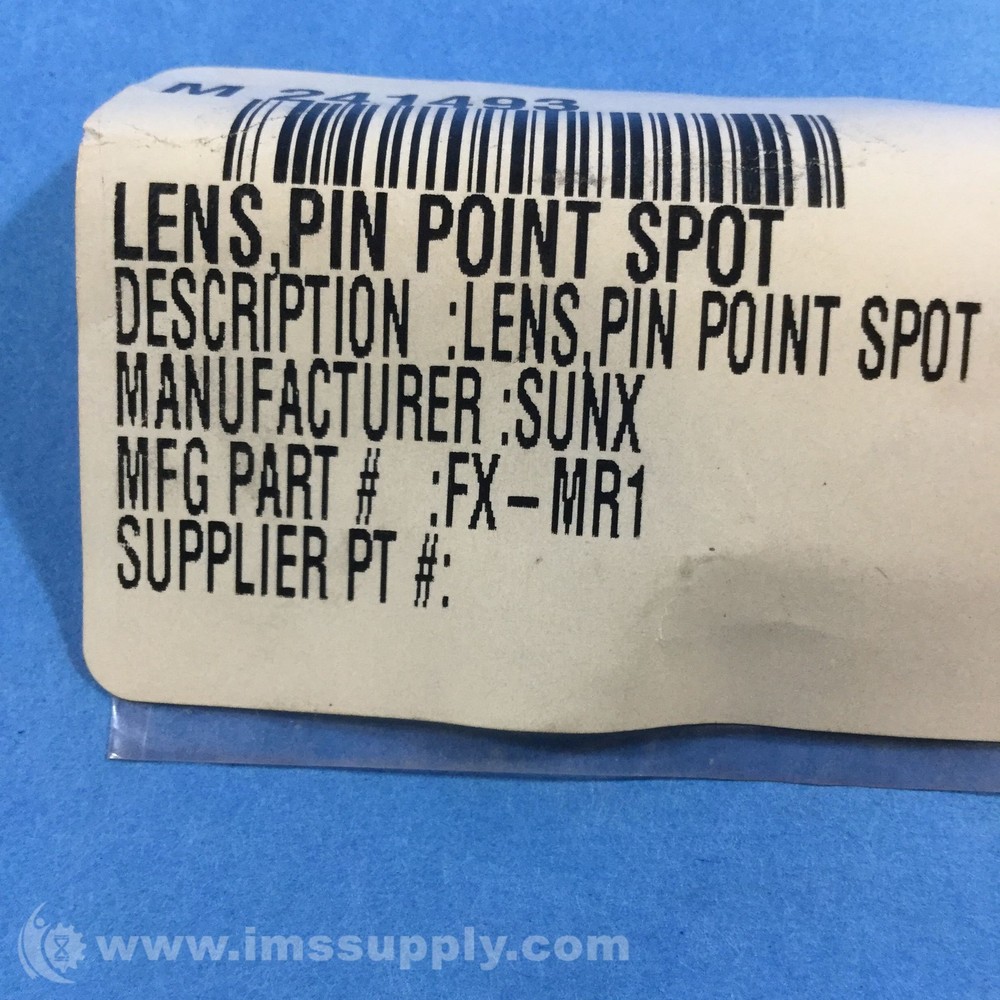 M 241493
LENS,PIN POINT SPOT
DESCRIPTION :LENS,PIN POINT SPOT
MANUFACTURER :SUNX
MFG PART # :FX-MR1
SUPPLIER PT #:
www.imssupply.com